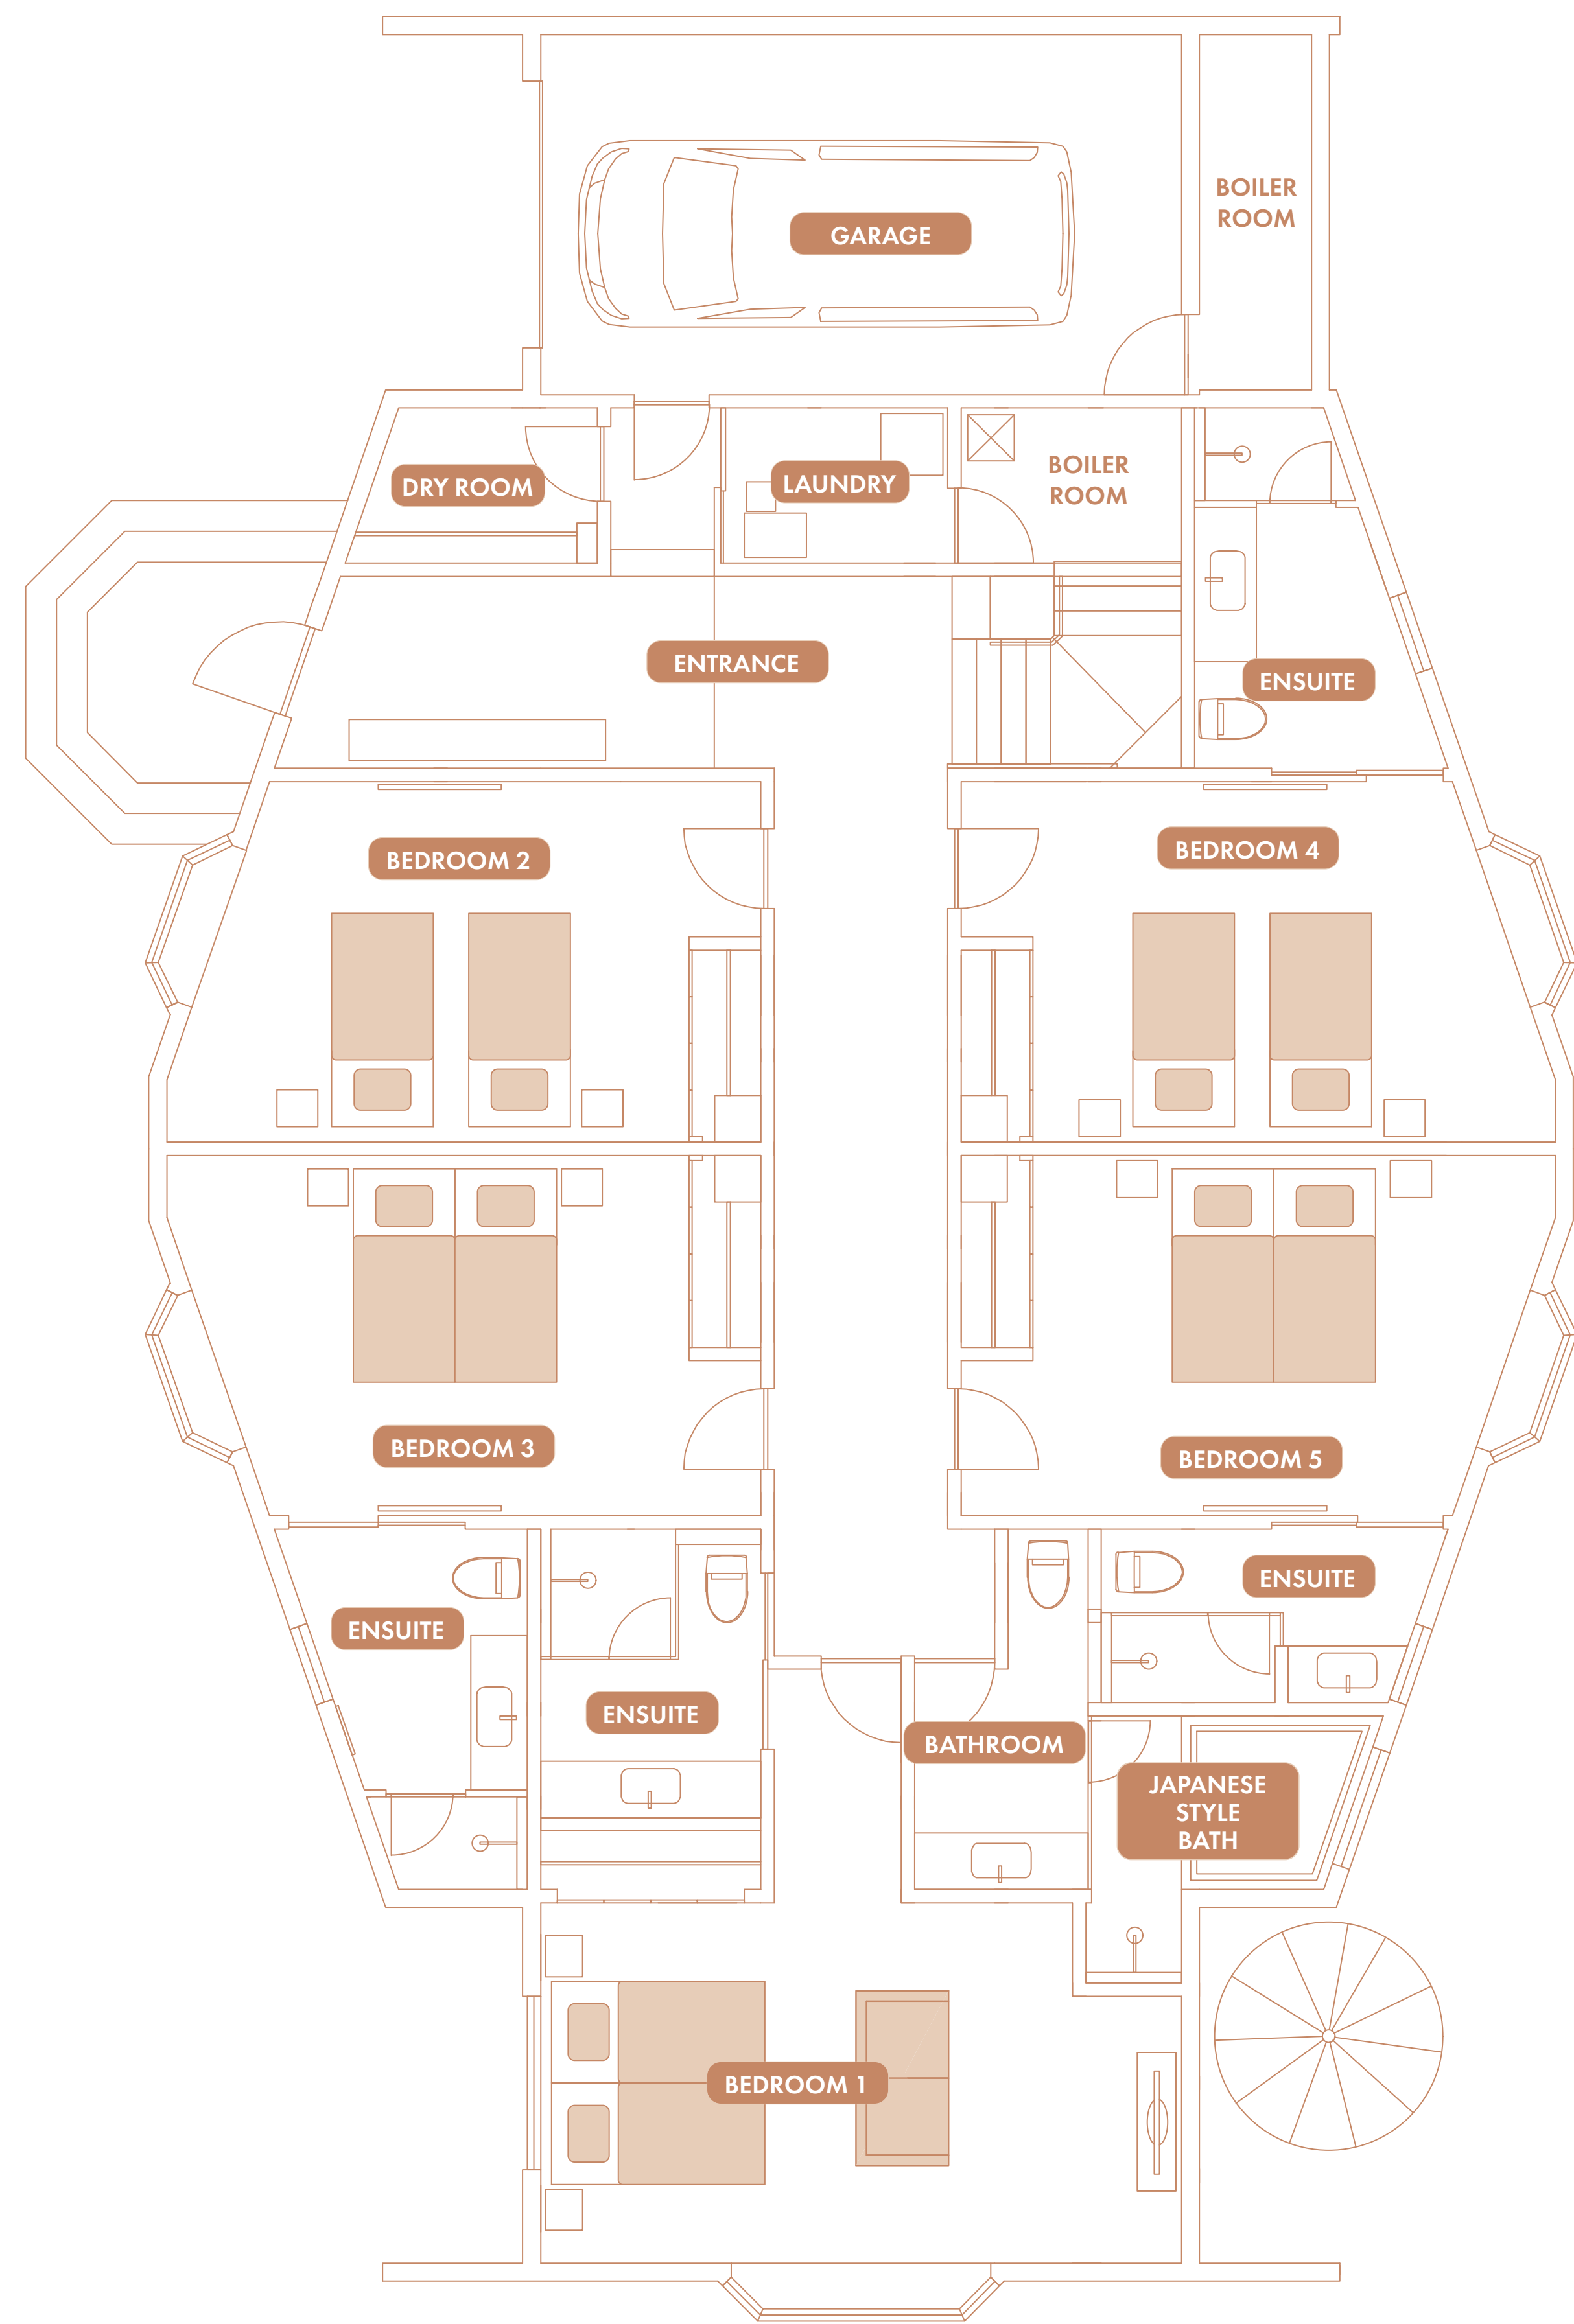 GARAGE
BOILER
ROOM
DRY ROOM
LAUNDRY
BOILER
ROOM
ENTRANCE
ENSUITE
BEDROOM 2
BEDROOM 4
BEDROOM 3
BEDROOM 5
ENSUITE
ENSUITE
ENSUITE
BATHROOM
JAPANESE
STYLE
BATH
BEDROOM 1